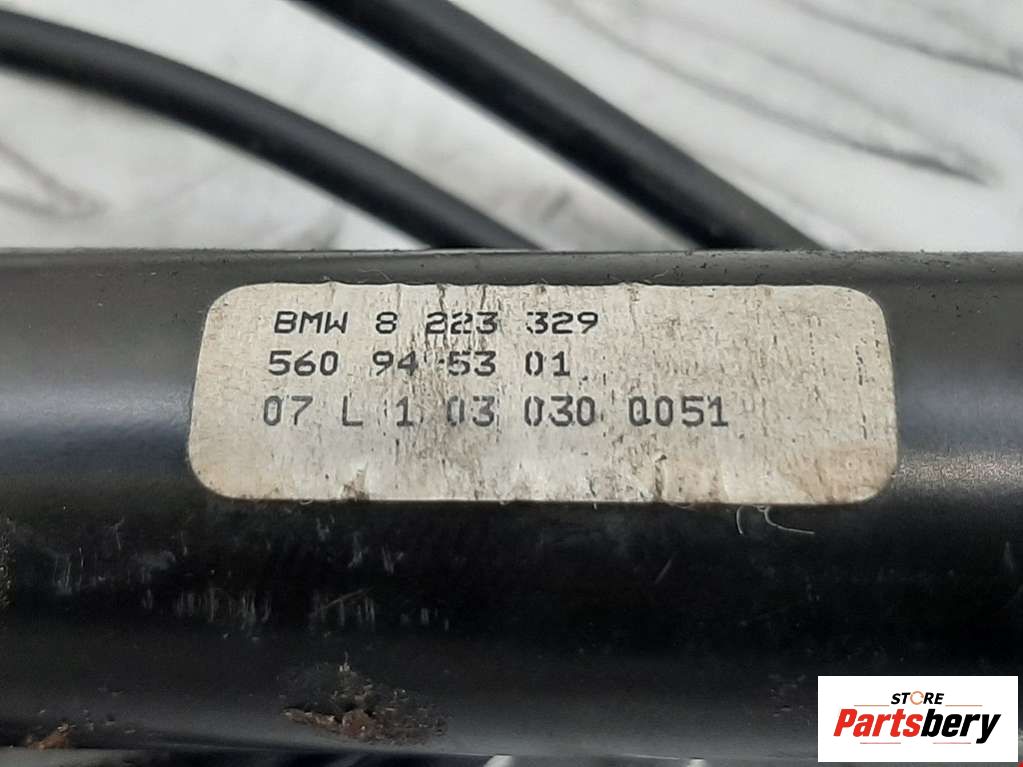 BMW 8 223 329
560 94 53 01
07 L 1 03 030 0051
STORE
Partsbery